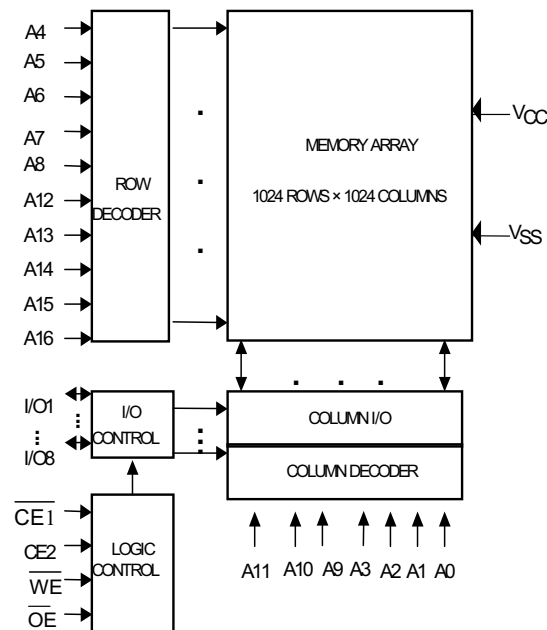 A4
A5
A6
A7
A8
A12
A13
A14
A15
A16
ROW
DECODER
MEMORY ARRAY
1024 ROWS × 1024 COLUMNS
VCC
VSS
I/O1
I/O8
I/O
CONTROL
COLUMN I/O
COLUMN DECODER
CE1
CE2
WE
OE
LOGIC
CONTROL
A11 A10 A9 A3 A2 A1 A0